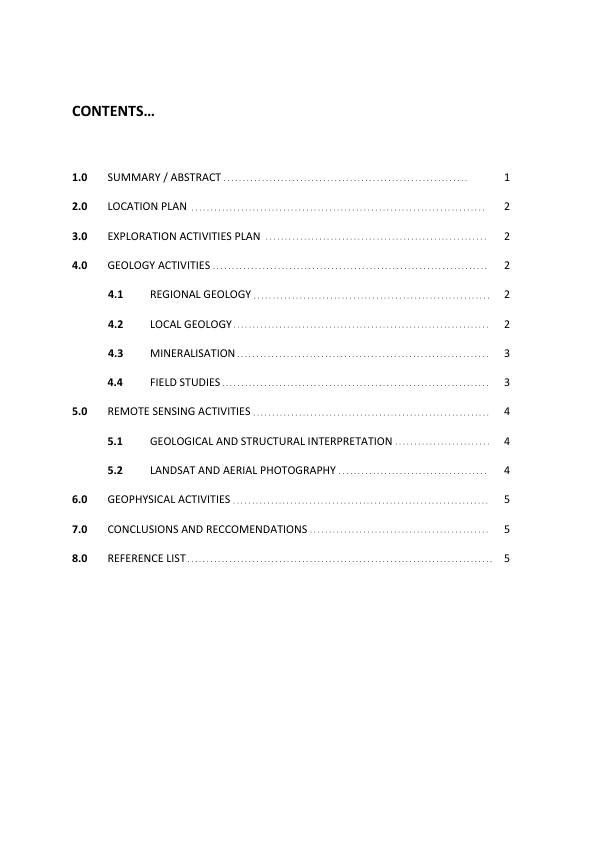 CONTENTS…
1.0 SUMMARY / ABSTRACT ................................................................ 1
2.0 LOCATION PLAN ............................................................................. 2
3.0 EXPLORATION ACTIVITIES PLAN .......................................................... 2
4.0 GEOLOGY ACTIVITIES ........................................................................ 2
4.1 REGIONAL GEOLOGY .............................................................. 2
4.2 LOCAL GEOLOGY ................................................................... 2
4.3 MINERALISATION .................................................................. 3
4.4 FIELD STUDIES ...................................................................... 3
5.0 REMOTE SENSING ACTIVITIES .............................................................. 4
5.1 GEOLOGICAL AND STRUCTURAL INTERPRETATION ......................... 4
5.2 LANDSAT AND AERIAL PHOTOGRAPHY ....................................... 4
6.0 GEOPHYSICAL ACTIVITIES ................................................................... 5
7.0 CONCLUSIONS AND RECCOMENDATIONS ............................................... 5
8.0 REFERENCE LIST ................................................................................ 5